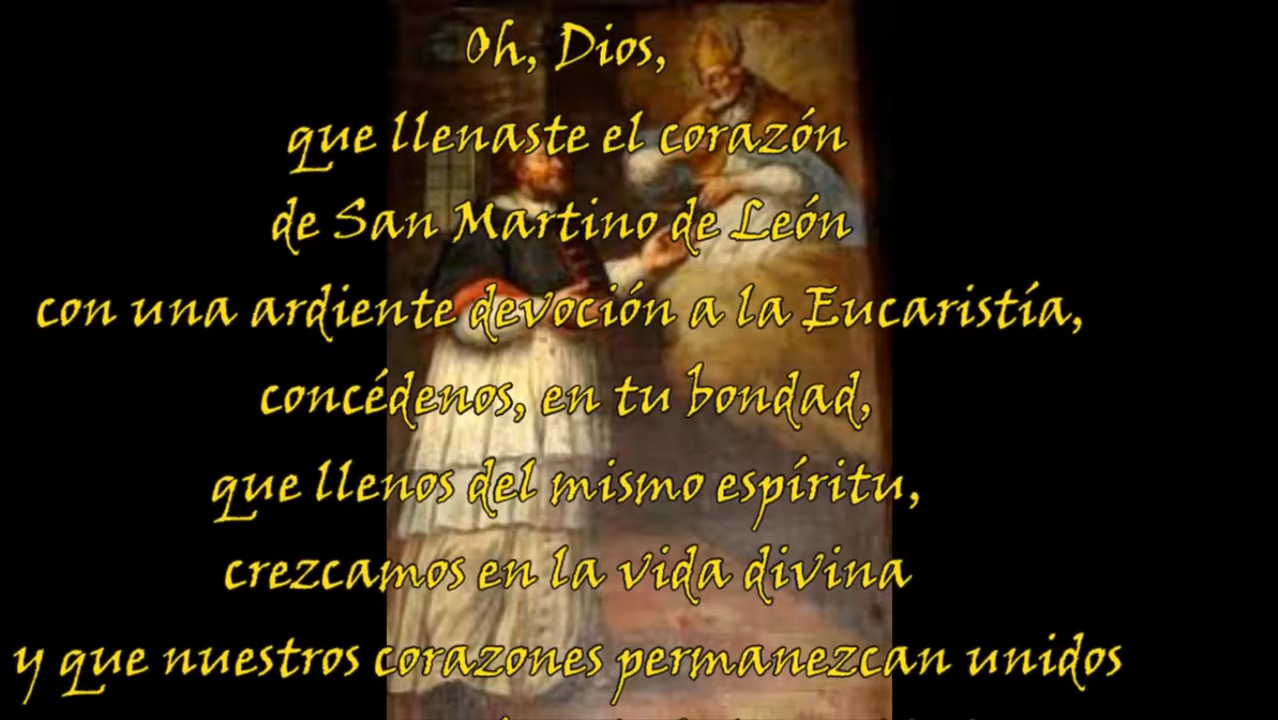 Oh, Dios,
que llenaste el corazón
de San Martino de León
con una ardiente devoción a la Eucaristía,
concédenos, en tu bondad,
que llenos del mismo espíritu,
crezcamos en la vida divina
y que nuestros corazones permanezcan unidos